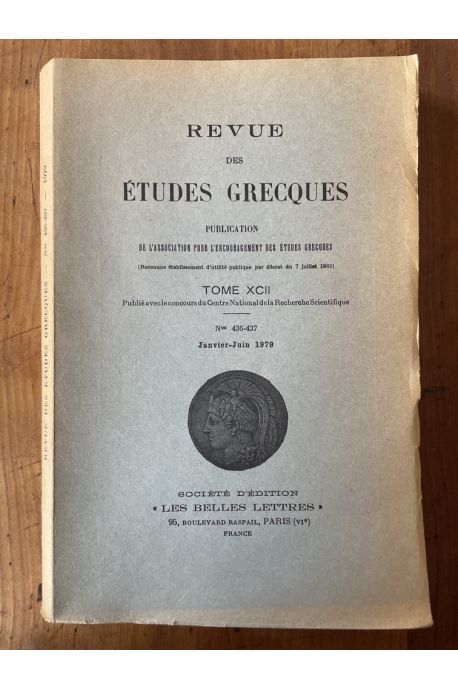 REVUE
DES
ÉTUDES GRECQUES
PUBLICATION
DE L'ASSOCIATION POUR L'ENCOURAGEMENT DES ÉTUDES GRECQUES
(Reconnue établissement d'utilité publique par décret du 7 juillet 1869)
TOME XCII
Publié avec le concours du Centre National de la Recherche Scientifique
Nos 436-437
Janvier-Juin 1979
SOCIÉTÉ D'ÉDITION
« LES BELLES LETTRES »
95, BOULEVARD RASPAIL, PARIS (VIe)
FRANCE
REVUE DES ÉTUDES GRECQUES — Nos 436-437 — 1979